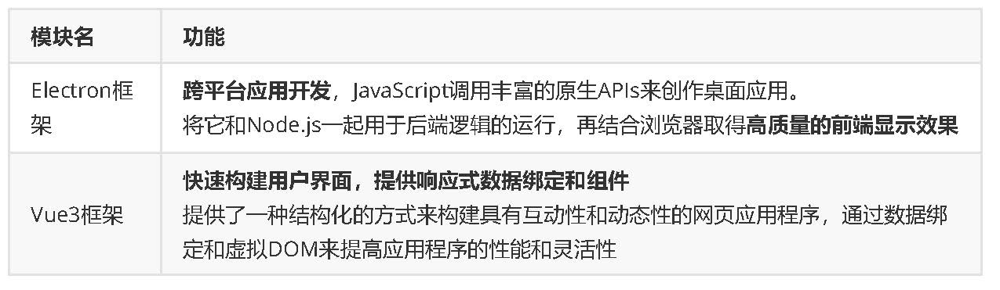 模块名 功能
Electron框
架
跨平台应用开发，JavaScript调用丰富的原生APIs来创作桌面应用。
将它和Node.js一起用于后端逻辑的运行，再结合浏览器取得高质量的前端显示效果
Vue3框架
快速构建用户界面，提供响应式数据绑定和组件
提供了一种结构化的方式来构建具有互动性和动态性的网页应用程序，通过数据绑
定和虚拟DOM来提高应用程序的性能和灵活性